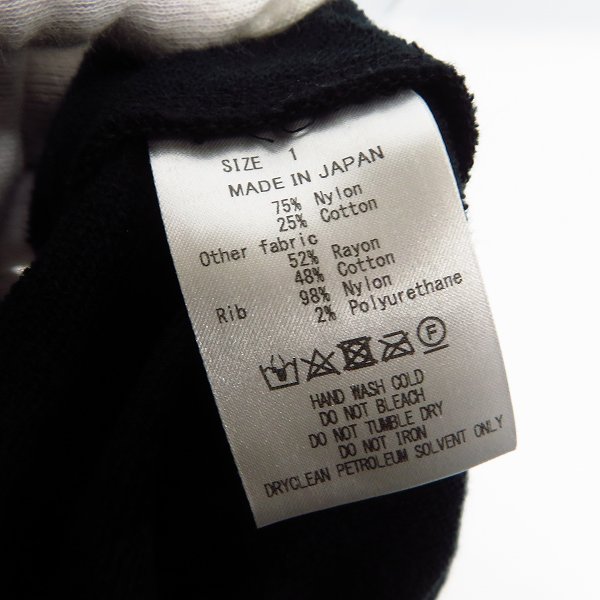 SIZE 1
MADE IN JAPAN
75% Nylon
25% Cotton
Other fabric
52% Rayon
48% Cotton
98% Nylon
Rib 2% Polyurethane
F
HAND WASH COLD
DO NOT BLEACH
DO NOT TUMBLE DRY
DO NOT IRON
DRYCLEAN PETROLEUM SOLVENT ONLY